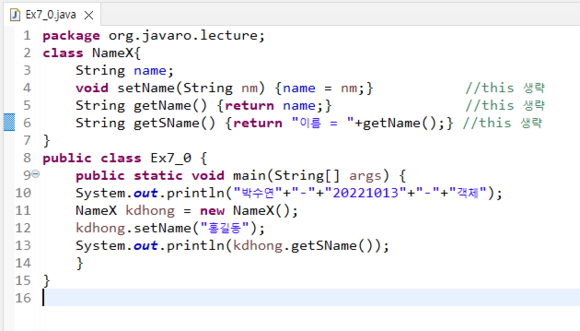 Ex7_0.java
1 package org.javaro.lecture;
2 class NameX{
3     String name;
4     void setName(String nm) {name = nm;}            //this 생략
5     String getName() {return name;}                 //this 생략
6     String getSName() {return "이름 = "+getName();} //this 생략
7 }
8 public class Ex7_0 {
9     public static void main(String[] args) {
10     System.out.println("박수연"+"-"+"20221013"+"-"+"객체");
11     NameX kdhong = new NameX();
12     kdhong.setName("홍길동");
13     System.out.println(kdhong.getSName());
14     }
15 }
16